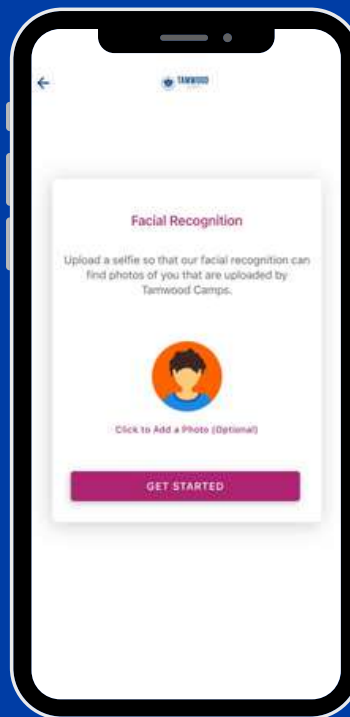 TAMWOOD
Facial Recognition
Upload a selfie so that our facial recognition can
find photos of you that are uploaded by
Tamwood Camps.
Click to Add a Photo (Optional)
GET STARTED